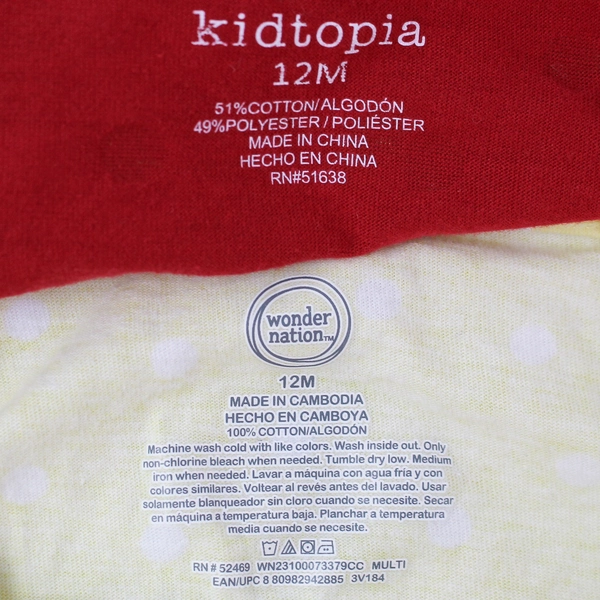 kidtopia
12M
51%COTTON/ALGODÓN
49%POLYESTER / POLIÉSTER
MADE IN CHINA
HECHO EN CHINA
RN#51638
wonder
nation™
12M
MADE IN CAMBODIA
HECHO EN CAMBOYA
100% COTTON/ALGODÓN
Machine wash cold with like colors. Wash inside out. Only
non-chlorine bleach when needed. Tumble dry low. Medium
iron when needed. Lavar a máquina con agua fría y con
colores similares. Voltear al revés antes del lavado. Usar
solamente blanqueador sin cloro cuando se necesite. Secar
en máquina a temperatura baja. Planchar a temperatura
media cuando se necesite.
RN # 52469 WN23100073379CC MULTI
EAN/UPC 8 80982942885 3V184